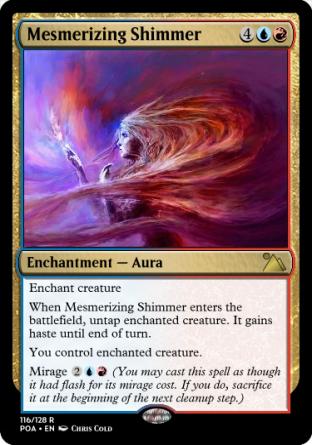 Mesmerizing Shimmer 4
Enchantment — Aura
Enchant creature
When Mesmerizing Shimmer enters the
battlefield, untap enchanted creature. It gains
haste until end of turn.
You control enchanted creature.
Mirage 2 (You may cast this spell as though
it had flash for its mirage cost. If you do, sacrifice
it at the beginning of the next cleanup step.)
116/128 R
POA • EN Chris Cold